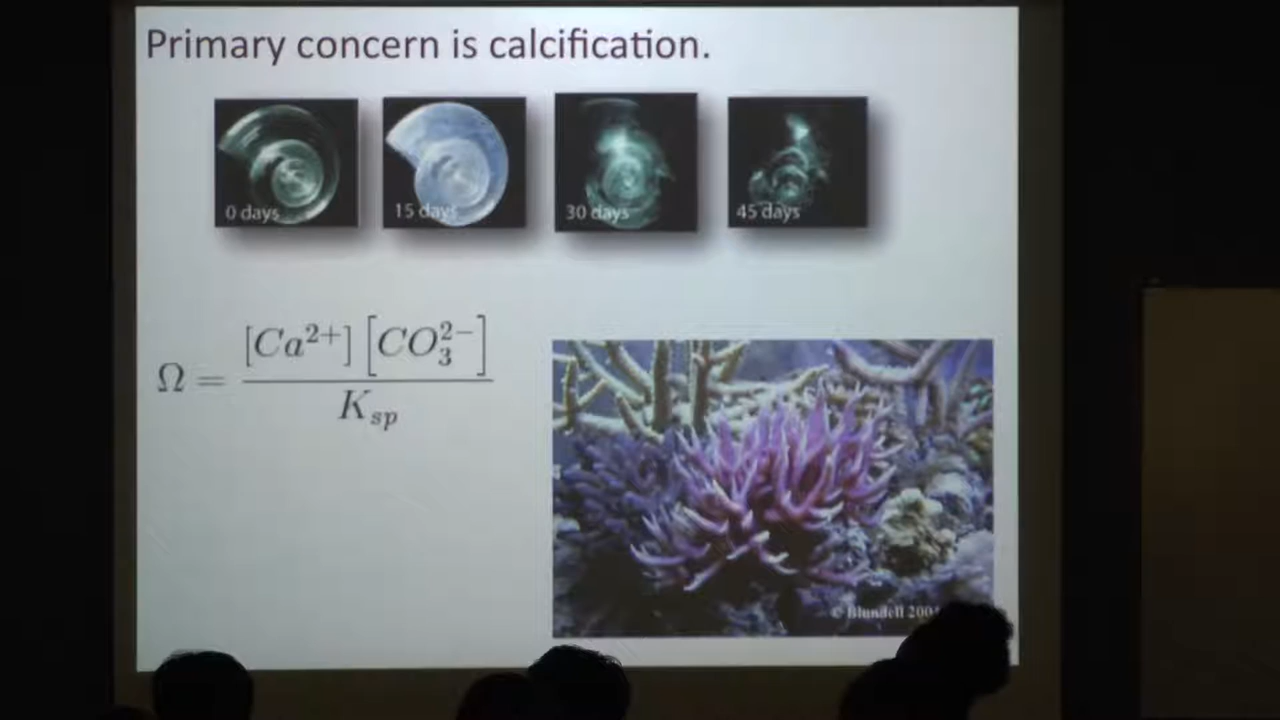 Primary concern is calcification.
0 days
15 days
30 days
45 days
Ω = [Ca²⁺] [CO₃²⁻] / Kₛₚ
© Blundell